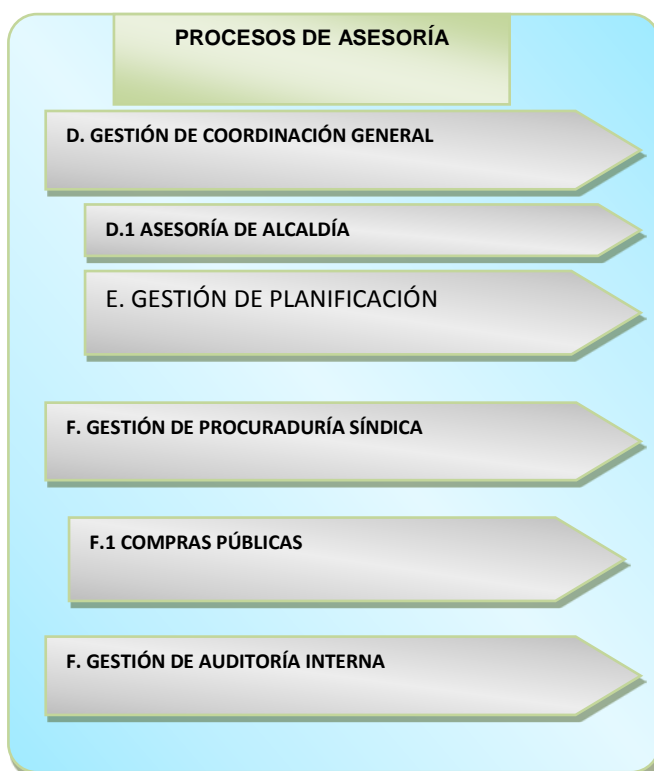 PROCESOS DE ASESORÍA
D. GESTIÓN DE COORDINACIÓN GENERAL
D.1 ASESORÍA DE ALCALDÍA
E. GESTIÓN DE PLANIFICACIÓN
F. GESTIÓN DE PROCURADURÍA SÍNDICA
F.1 COMPRAS PÚBLICAS
F. GESTIÓN DE AUDITORÍA INTERNA